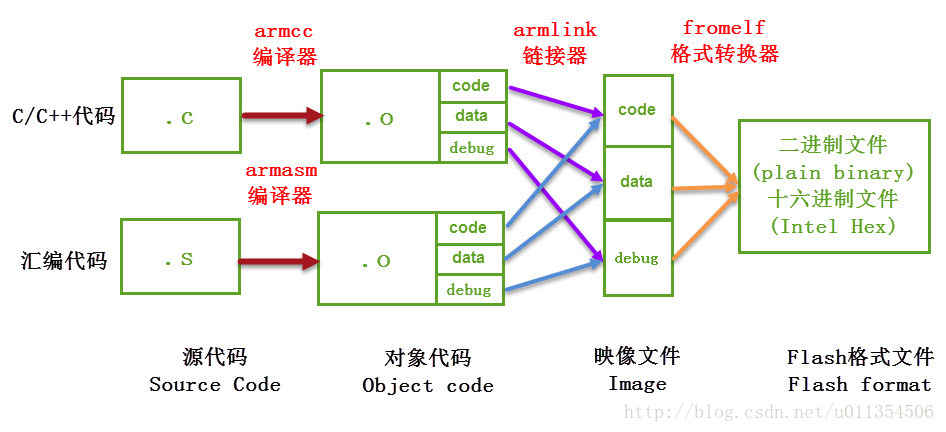 armcc
编译器
armlink
链接器
fromelf
格式转换器
C/C++代码
.C
.O
code
data
debug
code
data
debug
二进制文件
(plain binary)
十六进制文件
(Intel Hex)
armasm
编译器
汇编代码
.S
.O
code
data
debug
源代码
Source Code
对象代码
Object code
映像文件
Image
Flash格式文件
Flash format
http://blog.csdn.net/u011354506